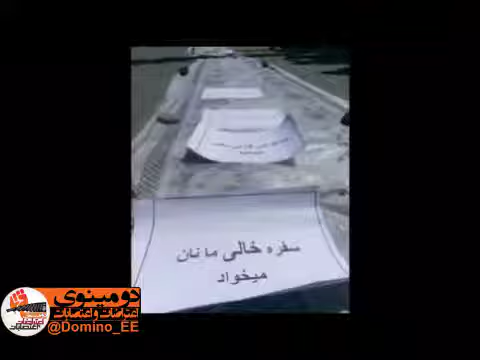 سفره خالی ما نان
میخواد
دومینوی
اعتراضات و اعتصابات
@Domino_EE